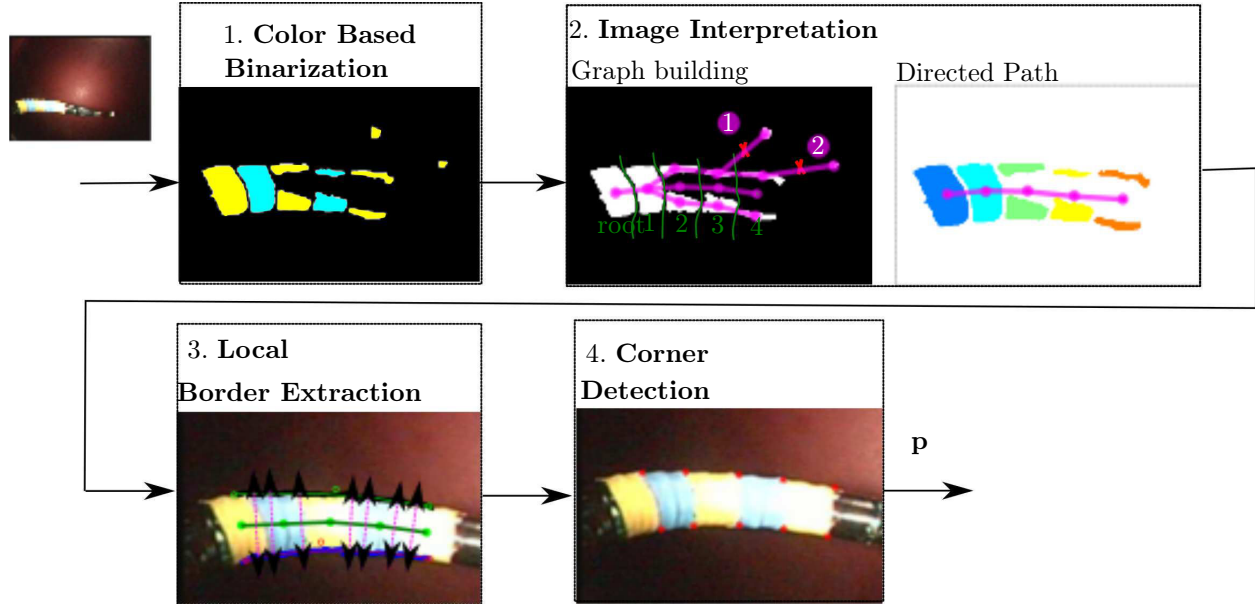 1. Color Based
Binarization
2. Image Interpretation
Graph building
Directed Path
1
2
root 1 2 3 4
3. Local
Border Extraction
4. Corner
Detection
p